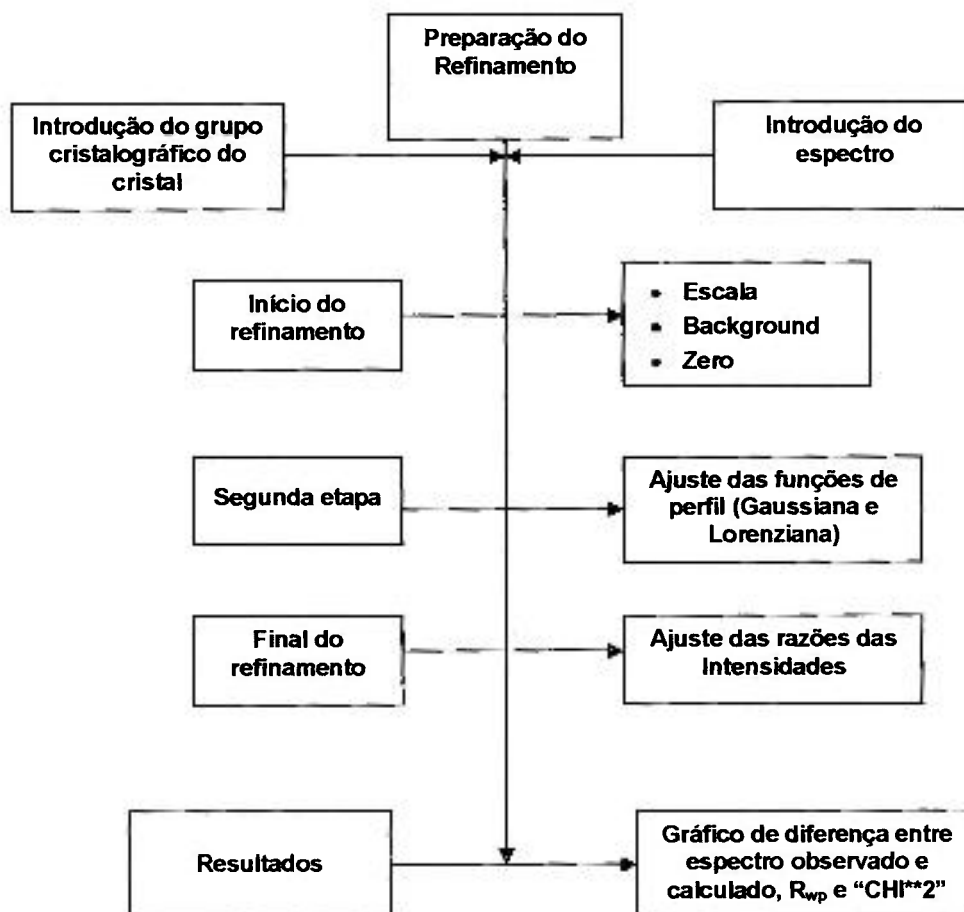 Preparação do
Refinamento
Introdução do grupo
cristalográfico do
cristal
Introdução do
espectro
Início do
refinamento
• Escala
• Background
• Zero
Segunda etapa
Ajuste das funções de
perfil (Gaussiana e
Lorenziana)
Final do
refinamento
Ajuste das razões das
Intensidades
Resultados
Gráfico de diferença entre
espectro observado e
calculado, Rwp e “CHI**2”